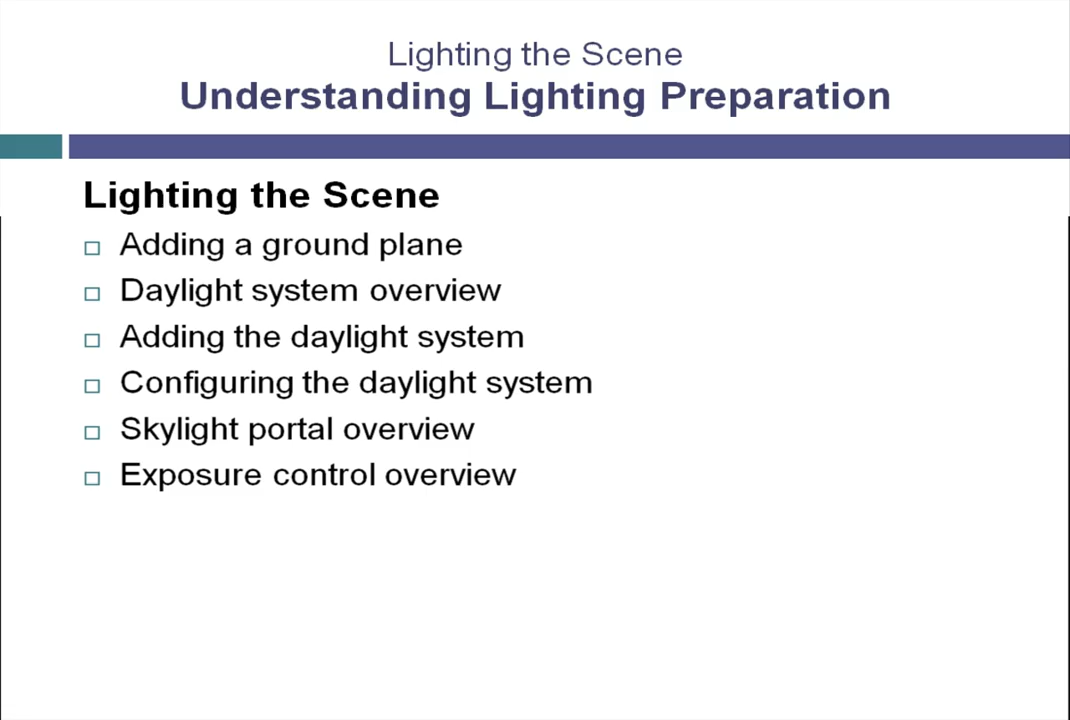 Lighting the Scene
Understanding Lighting Preparation
Lighting the Scene
Adding a ground plane
Daylight system overview
Adding the daylight system
Configuring the daylight system
Skylight portal overview
Exposure control overview